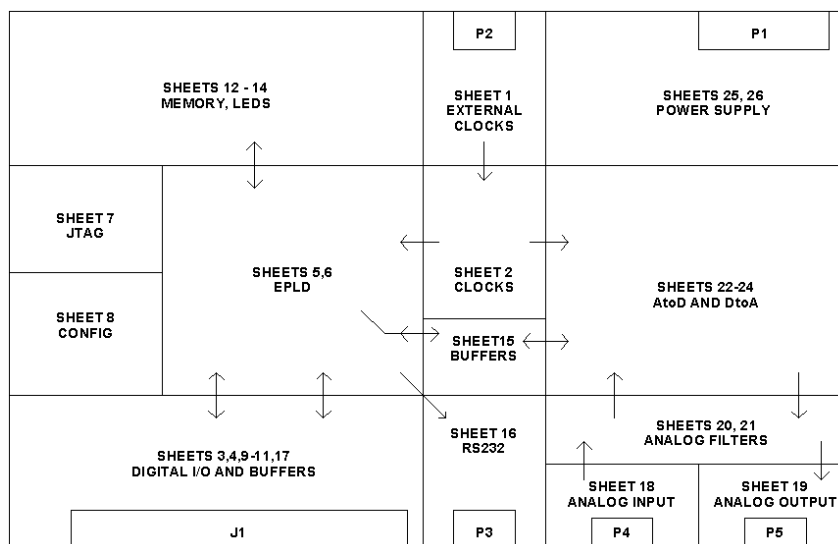 P2
P1
SHEETS 12 - 14
MEMORY, LEDS
SHEET 1
EXTERNAL
CLOCKS
SHEETS 25, 26
POWER SUPPLY
SHEET 7
JTAG
SHEETS 5,6
EPLD
SHEET 2
CLOCKS
SHEETS 22-24
AtoD AND DtoA
SHEET 8
CONFIG
SHEET15
BUFFERS
SHEETS 3,4,9-11,17
DIGITAL I/O AND BUFFERS
SHEET 16
RS232
SHEETS 20, 21
ANALOG FILTERS
SHEET 18
ANALOG INPUT
SHEET 19
ANALOG OUTPUT
J1
P3
P4
P5